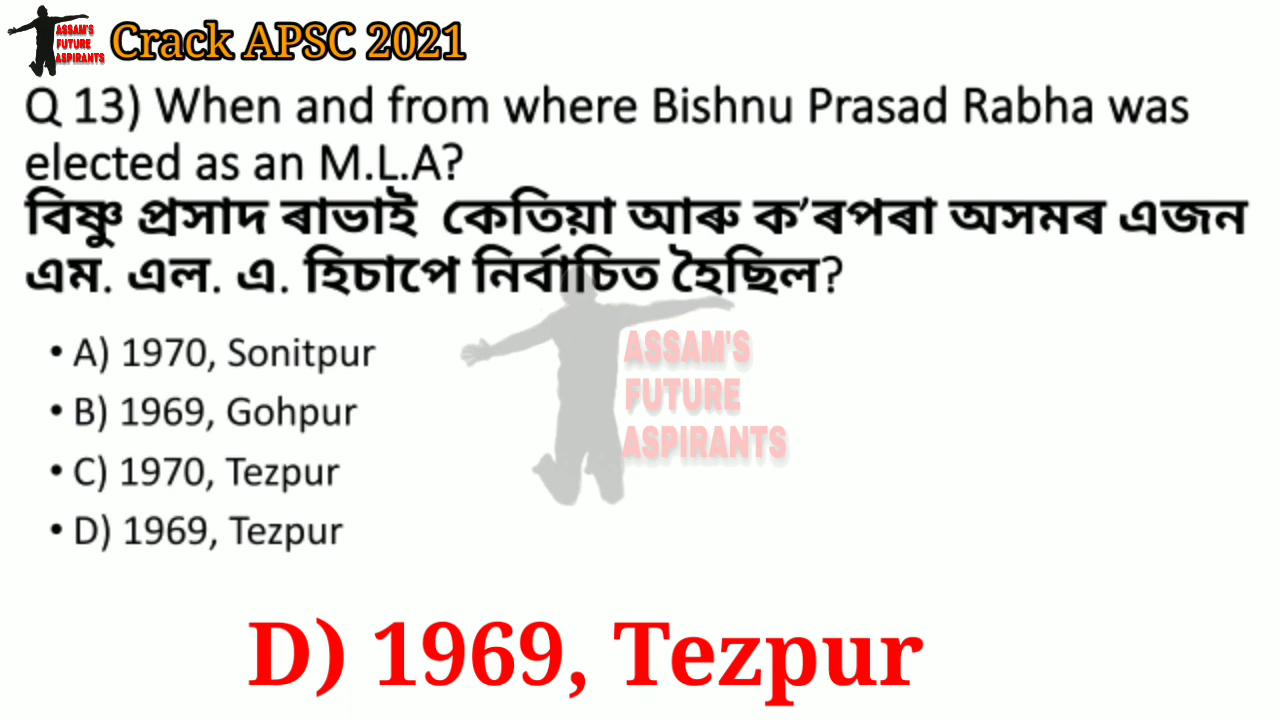 ASSAM'S
FUTURE
ASPIRANTS
Crack APSC 2021
Q 13) When and from where Bishnu Prasad Rabha was
elected as an M.L.A?
বিষ্ণু প্ৰসাদ ৰাভাই কেতিয়া আৰু ক’ৰপৰা অসমৰ এজন
এম. এল. এ. হিচাপে নিৰ্বাচিত হৈছিল?
• A) 1970, Sonitpur
• B) 1969, Gohpur
• C) 1970, Tezpur
• D) 1969, Tezpur
ASSAM'S
FUTURE
ASPIRANTS
D) 1969, Tezpur